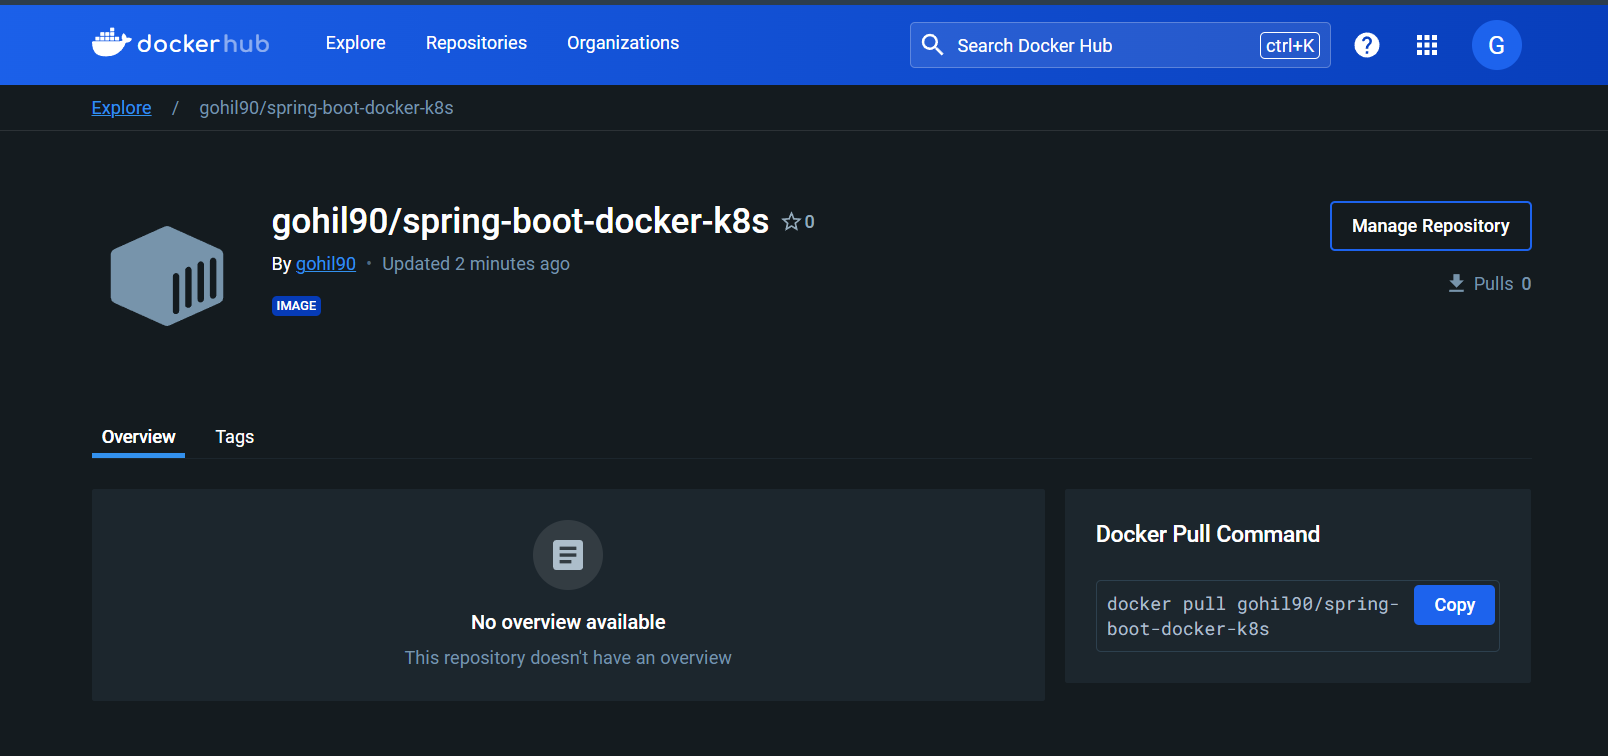 docker hub
Explore
Repositories
Organizations
Search Docker Hub
ctrl+K
?
G
Explore / gohil90/spring-boot-docker-k8s
gohil90/spring-boot-docker-k8s
0
By gohil90 • Updated 2 minutes ago
IMAGE
Manage Repository
Pulls 0
Overview
Tags
No overview available
This repository doesn't have an overview
Docker Pull Command
docker pull gohil90/spring-
boot-docker-k8s
Copy